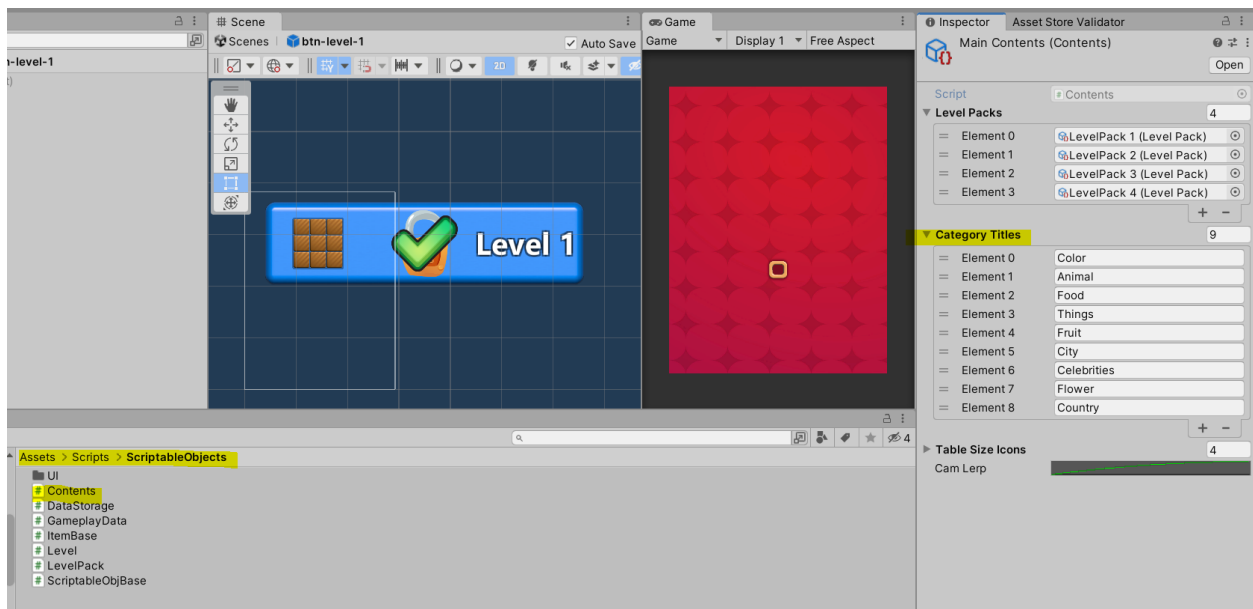 Scene
Game
Inspector
Asset Store Validator
Scenes
btn-level-1
Auto Save
Game
Display 1
Free Aspect
Main Contents (Contents)
Open
n-level-1
2D
Script
# Contents
Level Packs
4
Element 0
LevelPack 1 (Level Pack)
Element 1
LevelPack 2 (Level Pack)
Element 2
LevelPack 3 (Level Pack)
Element 3
LevelPack 4 (Level Pack)
+ −
Level 1
Category Titles
9
Element 0
Color
Element 1
Animal
Element 2
Food
Element 3
Things
Element 4
Fruit
Element 5
City
Element 6
Celebrities
Element 7
Flower
Element 8
Country
+ −
Table Size Icons
4
Cam Lerp
4
Assets > Scripts > ScriptableObjects
UI
# Contents
# DataStorage
# GameplayData
# ItemBase
# Level
# LevelPack
# ScriptableObjBase